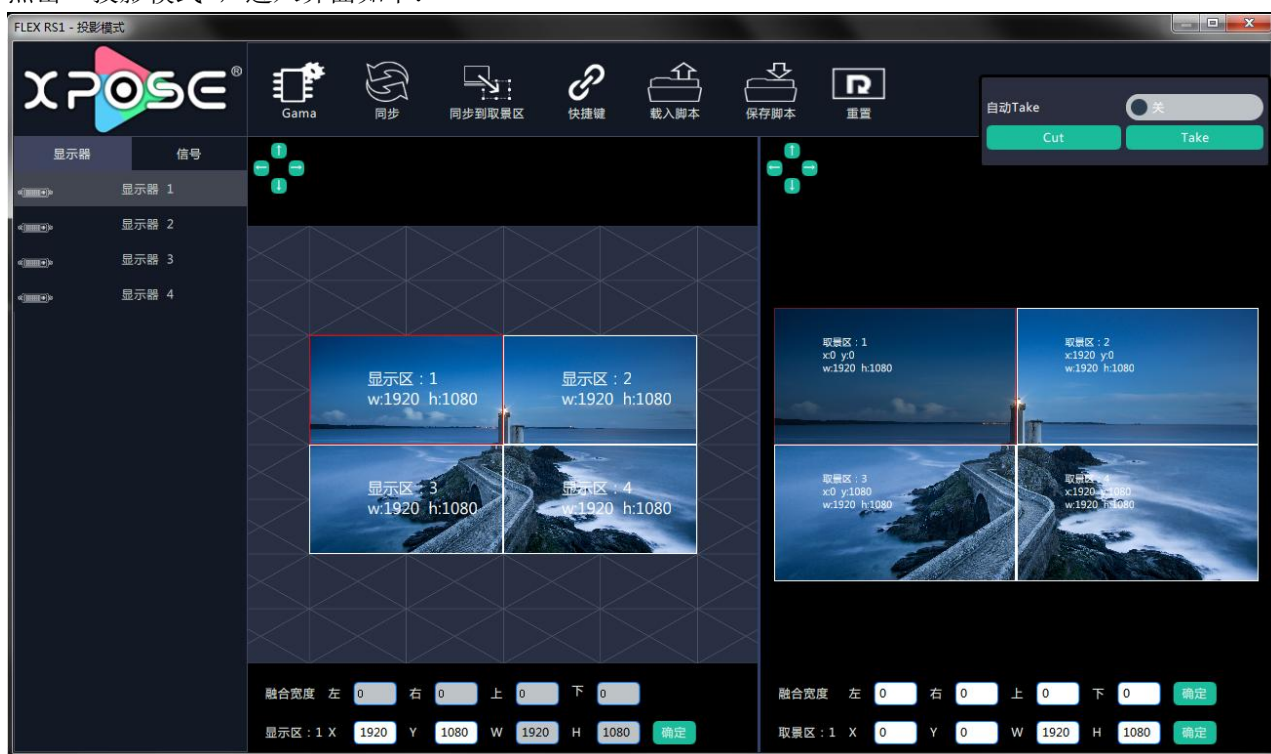 FLEX RS1 - 投影模式
XPOSE®
Gama 同步 同步到取景区 快捷键 载入脚本 保存脚本 重置
自动Take 关
Cut Take
显示器 信号
显示器 1
显示器 2
显示器 3
显示器 4
显示区：1
w:1920 h:1080
显示区：2
w:1920 h:1080
显示区：3
w:1920 h:1080
显示区：4
w:1920 h:1080
取景区：1
x:0 y:0
w:1920 h:1080
取景区：2
x:1920 y:0
w:1920 h:1080
取景区：3
x:0 y:1080
w:1920 h:1080
取景区：4
x:1920 y:1080
w:1920 h:1080
融合宽度 左 0 右 0 上 0 下 0
显示区：1 X 1920 Y 1080 W 1920 H 1080 确定
融合宽度 左 0 右 0 上 0 下 0 确定
取景区：1 X 0 Y 0 W 1920 H 1080 确定